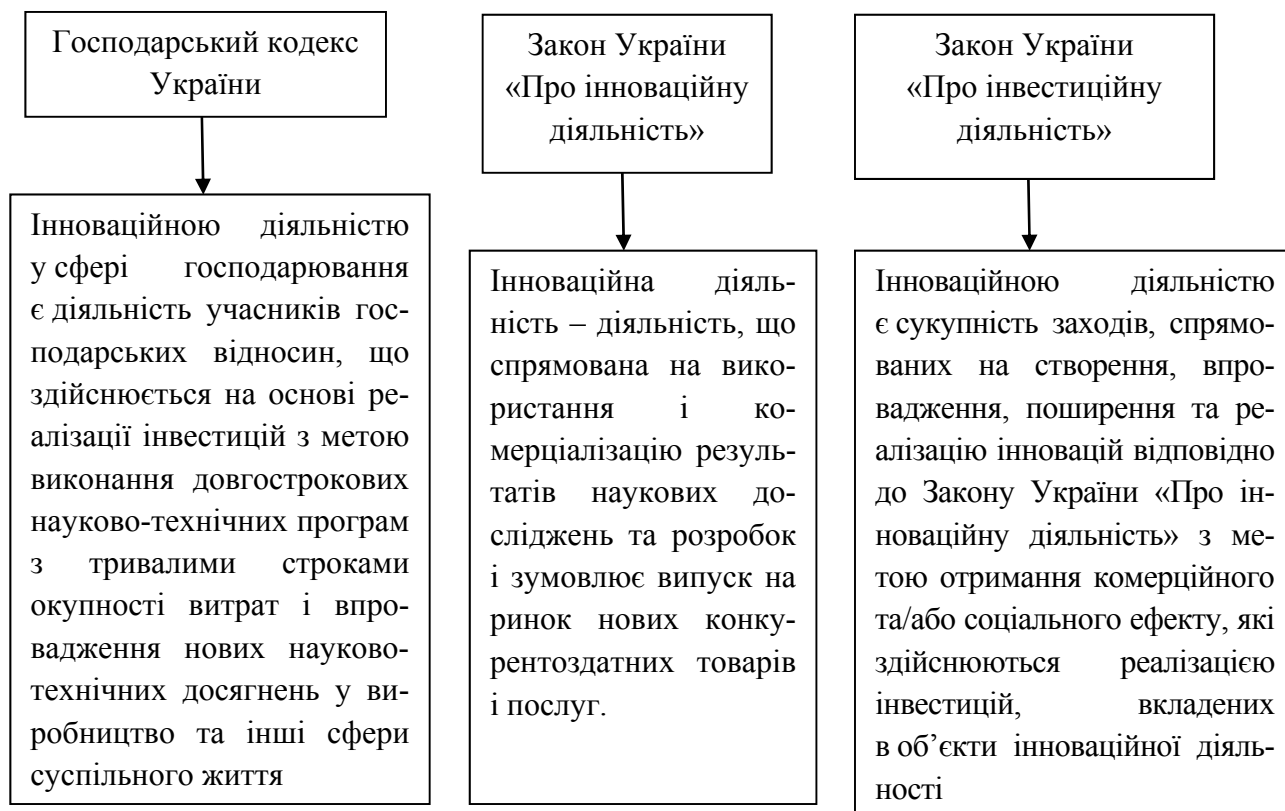 Господарський кодекс
України
Закон України
«Про інноваційну
діяльність»
Закон України
«Про інвестиційну
діяльність»
Інноваційною діяльністю
у сфері господарювання
є діяльність учасників гос-
подарських відносин, що
здійснюється на основі ре-
алізації інвестицій з метою
виконання довгострокових
науково-технічних програм
з тривалими строками
окупності витрат і впро-
вадження нових науково-
технічних досягнень у ви-
робництво та інші сфери
суспільного життя
Інноваційна діяль-
ність – діяльність, що
спрямована на вико-
ристання і ко-
мерціалізацію резуль-
татів наукових до-
сліджень та розробок
і зумовлює випуск на
ринок нових конку-
рентоздатних товарів
і послуг.
Інноваційною діяльністю
є сукупність заходів, спрямо-
ваних на створення, впро-
вадження, поширення та ре-
алізацію інновацій відповідно
до Закону України «Про ін-
новаційну діяльність» з ме-
тою отримання комерційного
та/або соціального ефекту, які
здійснюються реалізацією
інвестицій, вкладених
в об’єкти інноваційної діяль-
ності